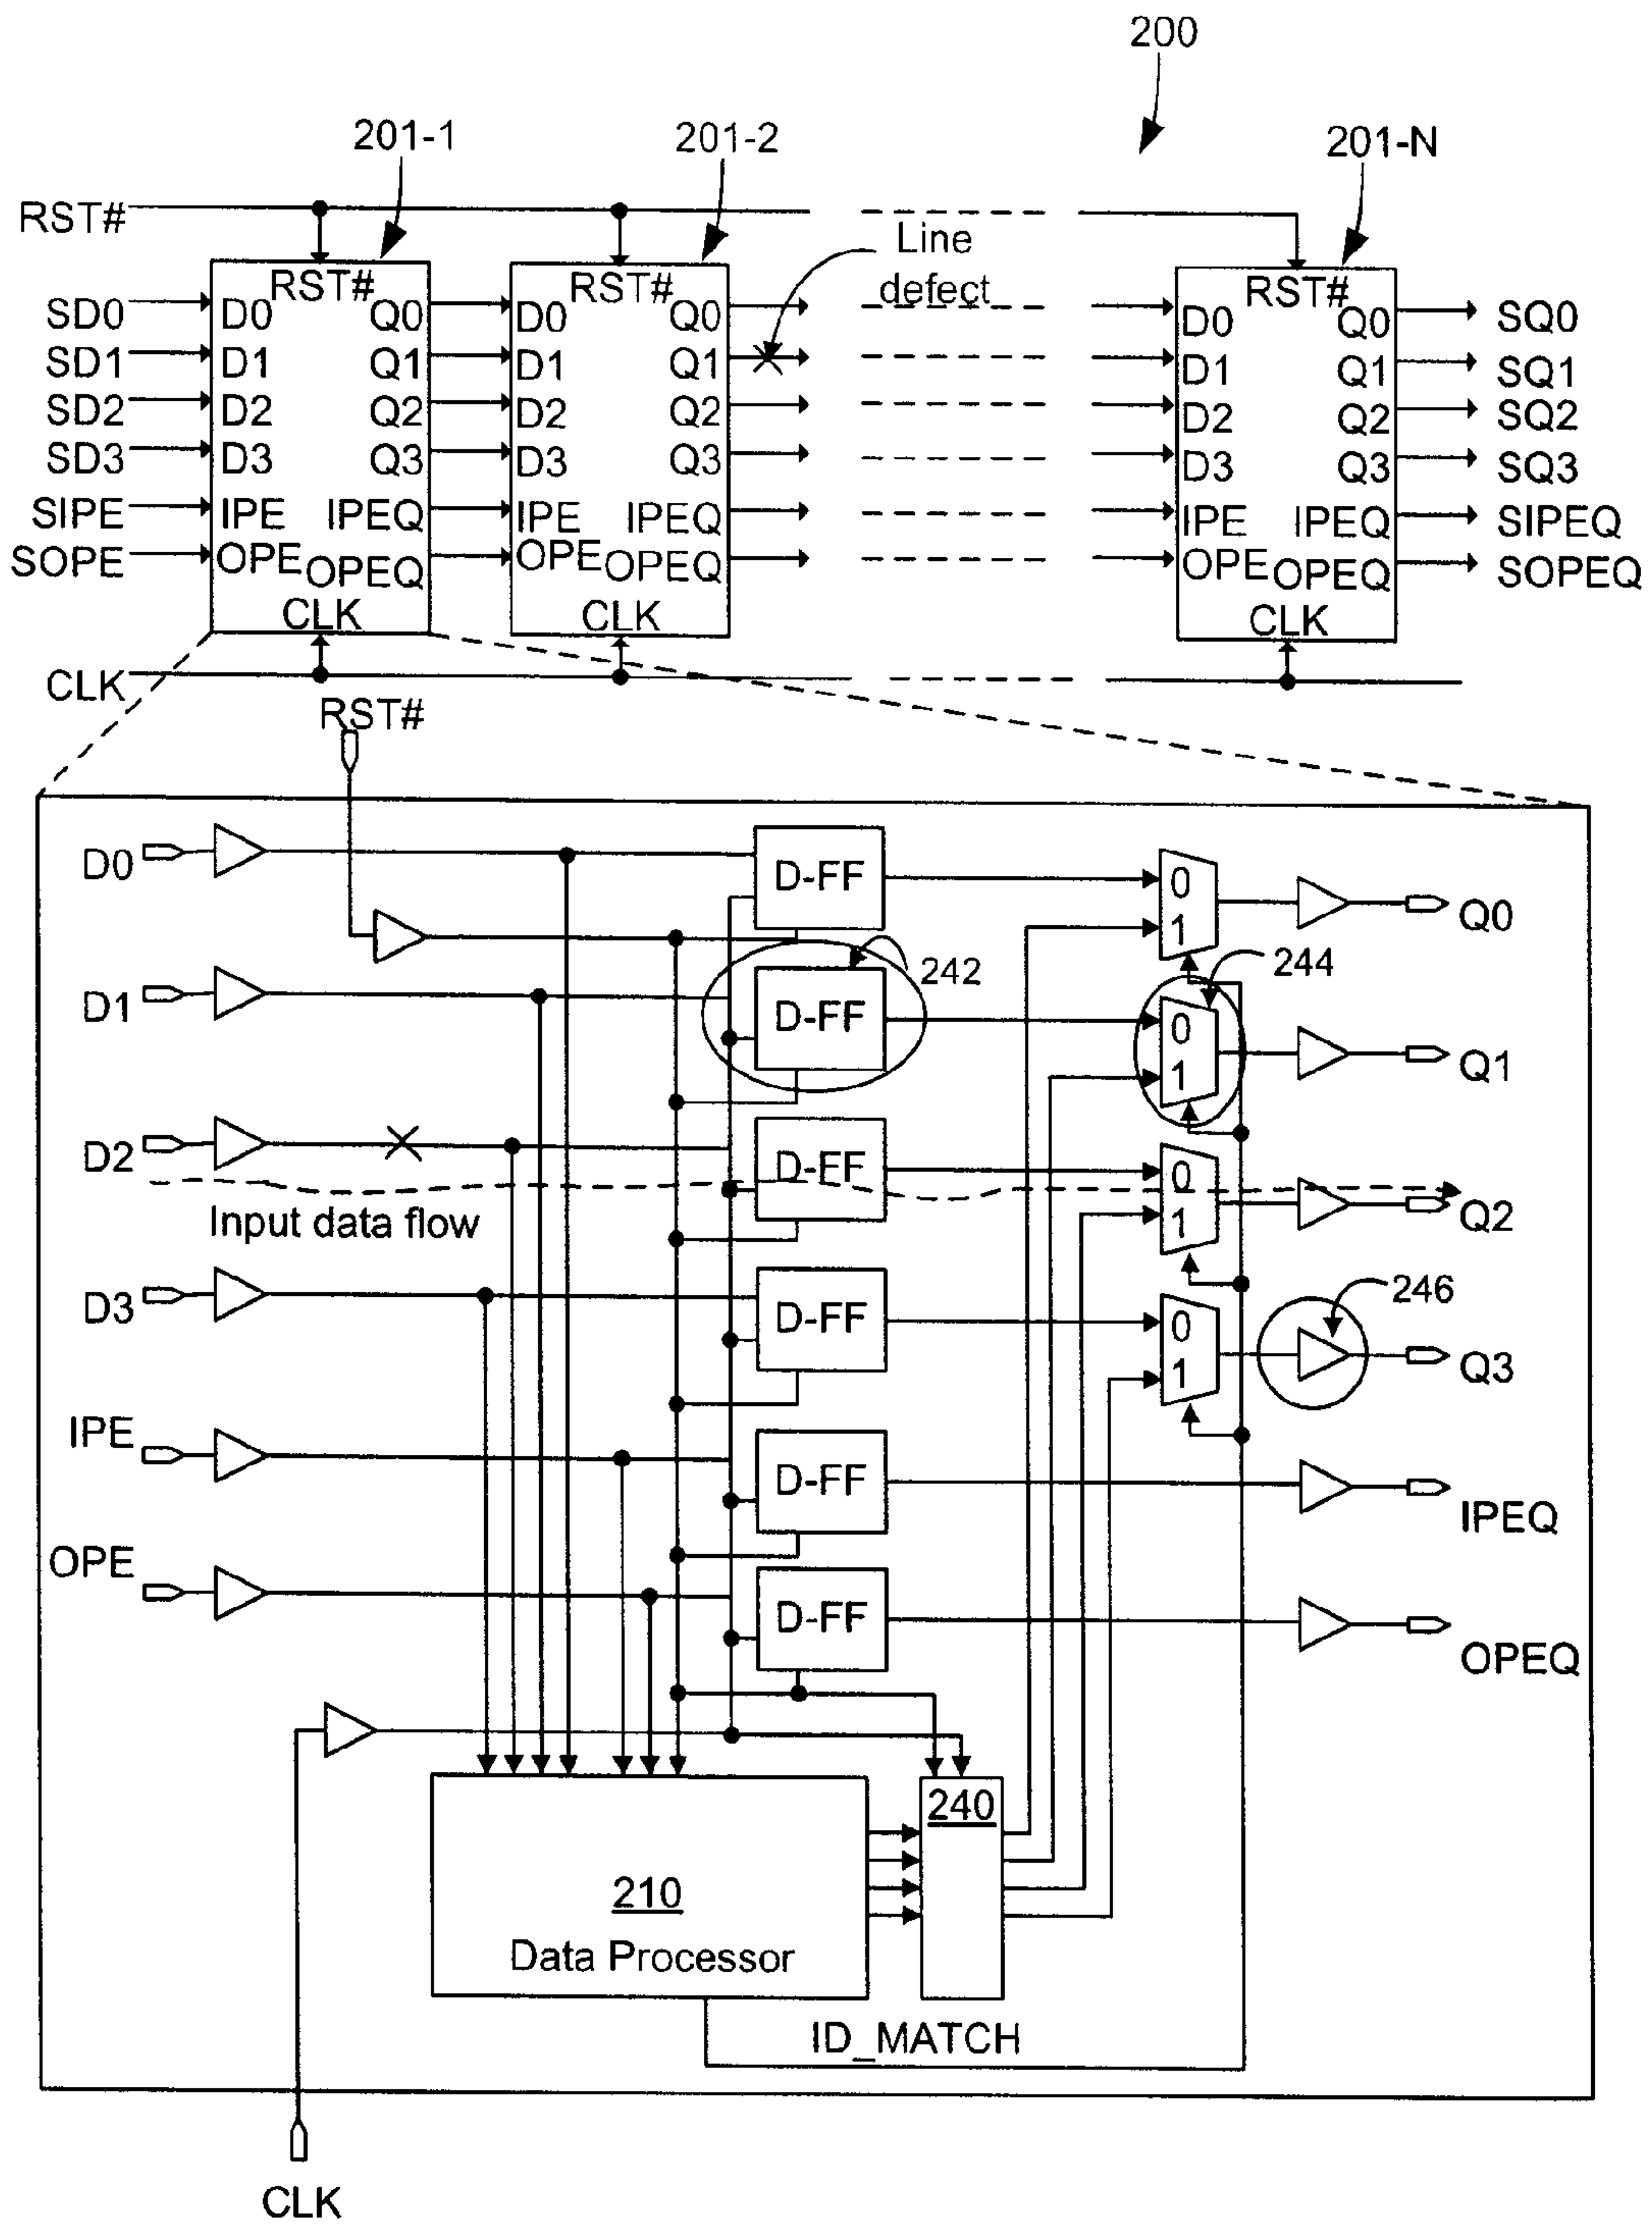 200
201-1
201-2
201-N
RST#
Line
defect
RST#
RST#
RST#
SD0
D0
Q0
D0
Q0
D0
Q0
SQ0
SD1
D1
Q1
D1
Q1
D1
Q1
SQ1
SD2
D2
Q2
D2
Q2
D2
Q2
SQ2
SD3
D3
Q3
D3
Q3
D3
Q3
SQ3
SIPE
IPE
IPEQ
IPE
IPEQ
IPE
IPEQ
SIPEQ
SOPE
OPE
OPEQ
OPE
OPEQ
OPE
OPEQ
SOPEQ
CLK
CLK
CLK
CLK
RST#
D0
D-FF
0
1
Q0
242
244
D1
D-FF
0
1
Q1
D2
D-FF
0
1
Q2
Input data flow
D3
D-FF
0
1
246
Q3
IPE
D-FF
IPEQ
OPE
D-FF
OPEQ
240
210
Data Processor
ID_MATCH
CLK